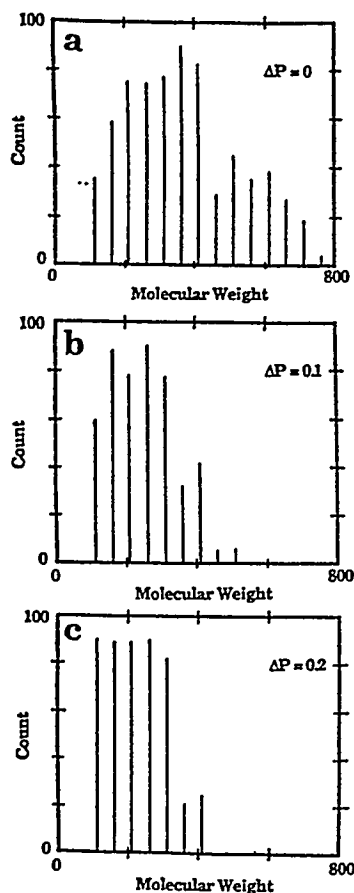 100
a
ΔP = 0
Count
0
0
800
Molecular Weight
100
b
ΔP = 0.1
Count
0
0
800
Molecular Weight
100
c
ΔP = 0.2
Count
0
0
800
Molecular Weight